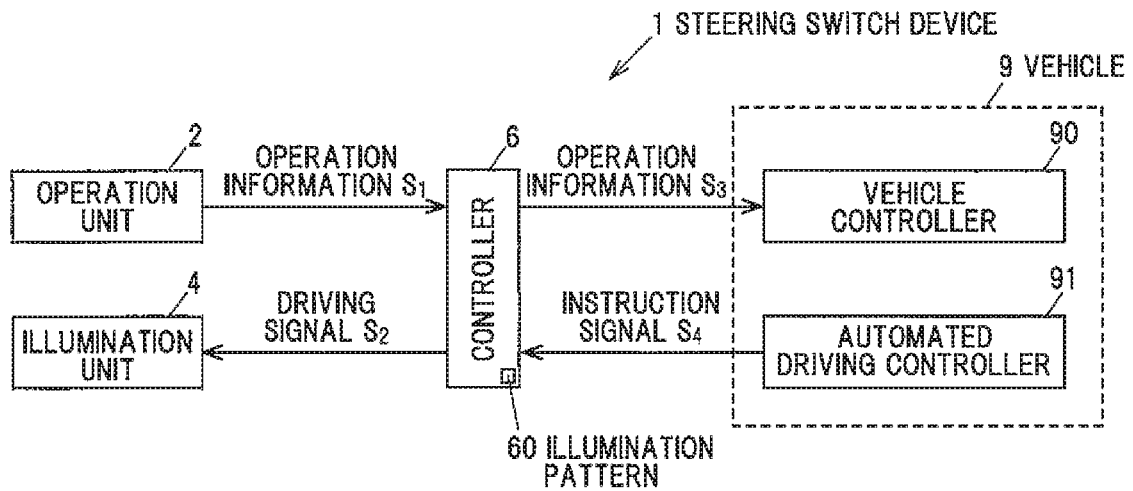 1 STEERING SWITCH DEVICE
9 VEHICLE
2
OPERATION
UNIT
OPERATION
INFORMATION S1
6
CONTROLLER
OPERATION
INFORMATION S3
90
VEHICLE
CONTROLLER
4
ILLUMINATION
UNIT
DRIVING
SIGNAL S2
INSTRUCTION
SIGNAL S4
91
AUTOMATED
DRIVING CONTROLLER
60 ILLUMINATION
PATTERN